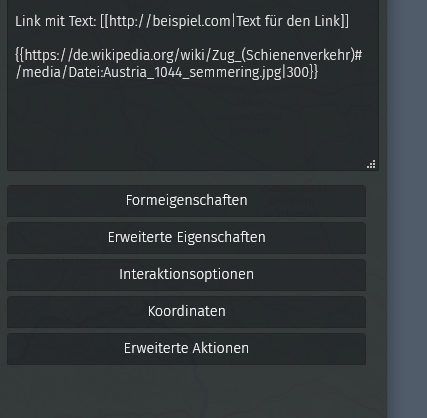 Link mit Text: [[http://beispiel.com|Text für den Link]]
{{https://de.wikipedia.org/wiki/Zug_(Schienenverkehr)#
/media/Datei:Austria_1044_semmering.jpg|300}}
Formeigenschaften
Erweiterte Eigenschaften
Interaktionsoptionen
Koordinaten
Erweiterte Aktionen